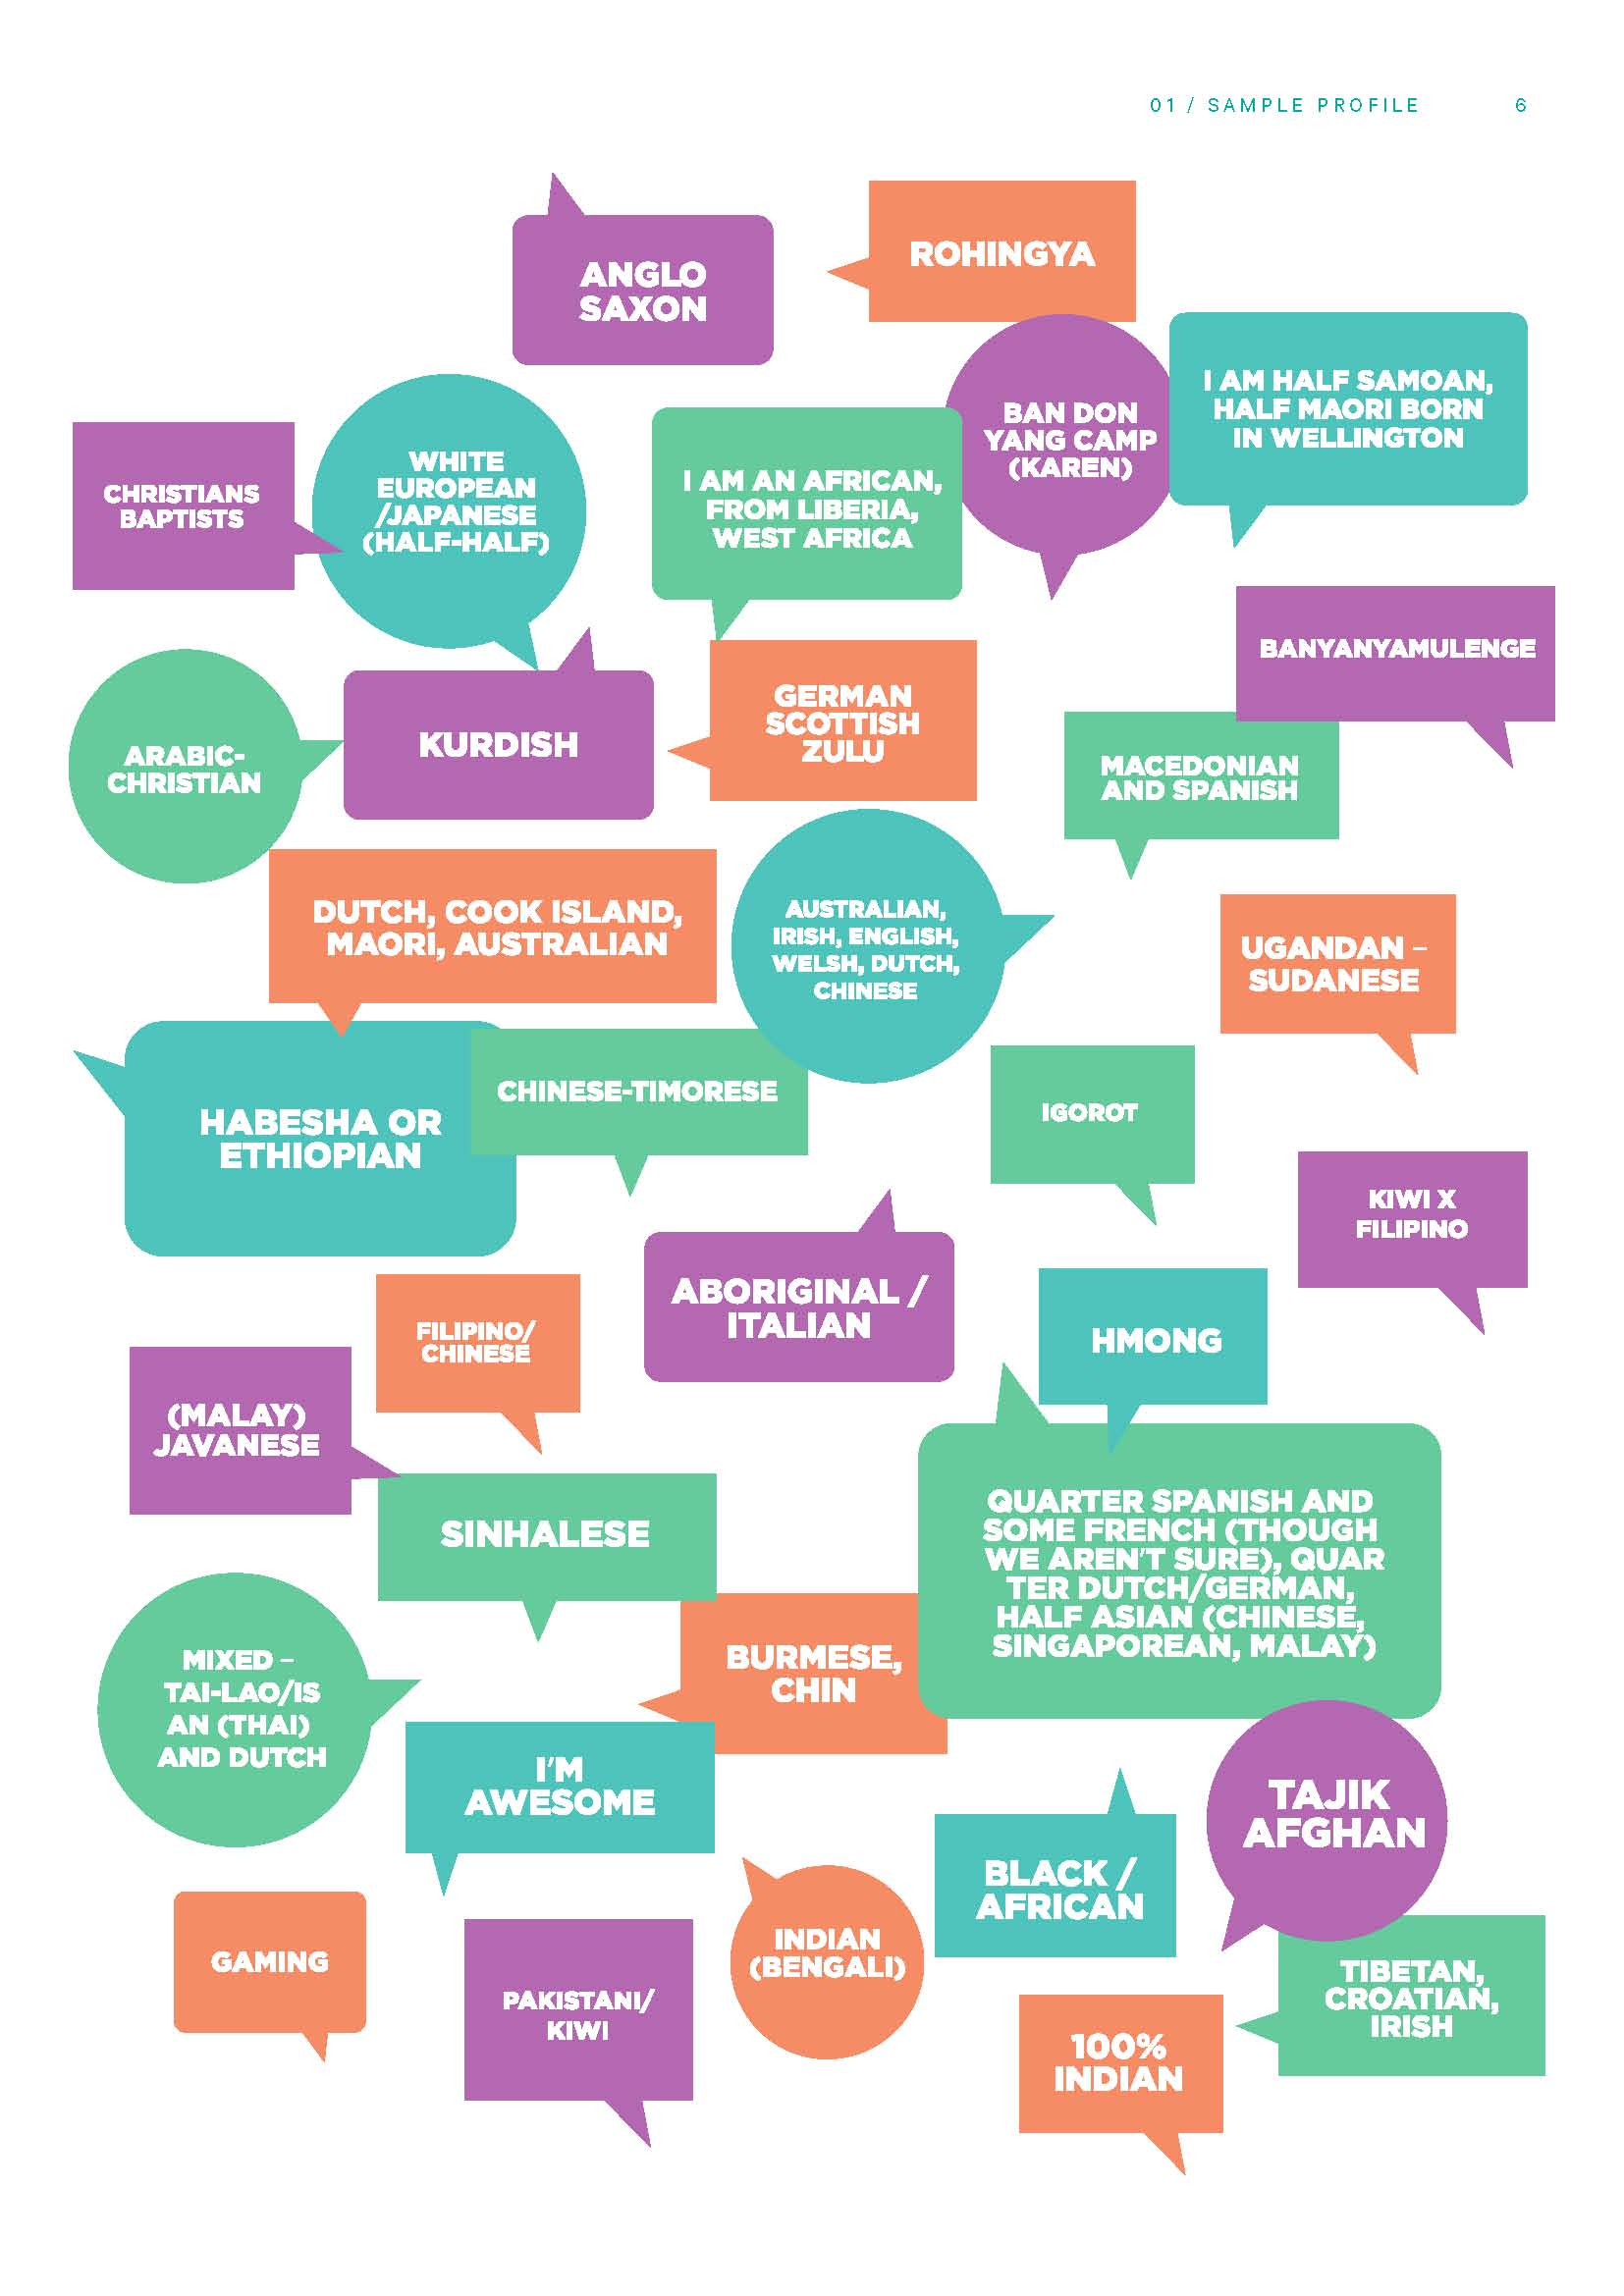 01 / SAMPLE PROFILE 6
ANGLO
SAXON
ROHINGYA
I AM HALF SAMOAN,
HALF MAORI BORN
IN WELLINGTON
BAN DON
YANG CAMP
(KAREN)
CHRISTIANS
BAPTISTS
WHITE
EUROPEAN
/JAPANESE
(HALF-HALF)
I AM AN AFRICAN,
FROM LIBERIA,
WEST AFRICA
BANYANYAMULENGE
ARABIC-
CHRISTIAN
KURDISH
GERMAN
SCOTTISH
ZULU
MACEDONIAN
AND SPANISH
DUTCH, COOK ISLAND,
MAORI, AUSTRALIAN
AUSTRALIAN,
IRISH, ENGLISH,
WELSH, DUTCH,
CHINESE
UGANDAN –
SUDANESE
HABESHA OR
ETHIOPIAN
CHINESE-TIMORESE
IGOROT
KIWI X
FILIPINO
ABORIGINAL /
ITALIAN
FILIPINO/
CHINESE
HMONG
(MALAY)
JAVANESE
SINHALESE
QUARTER SPANISH AND
SOME FRENCH (THOUGH
WE AREN'T SURE), QUAR
TER DUTCH/GERMAN,
HALF ASIAN (CHINESE,
SINGAPOREAN, MALAY)
MIXED –
TAI-LAO/IS
AN (THAI)
AND DUTCH
BURMESE,
CHIN
I'M
AWESOME
TAJIK
AFGHAN
BLACK /
AFRICAN
GAMING
PAKISTANI/
KIWI
INDIAN
(BENGALI)
TIBETAN,
CROATIAN,
IRISH
100%
INDIAN